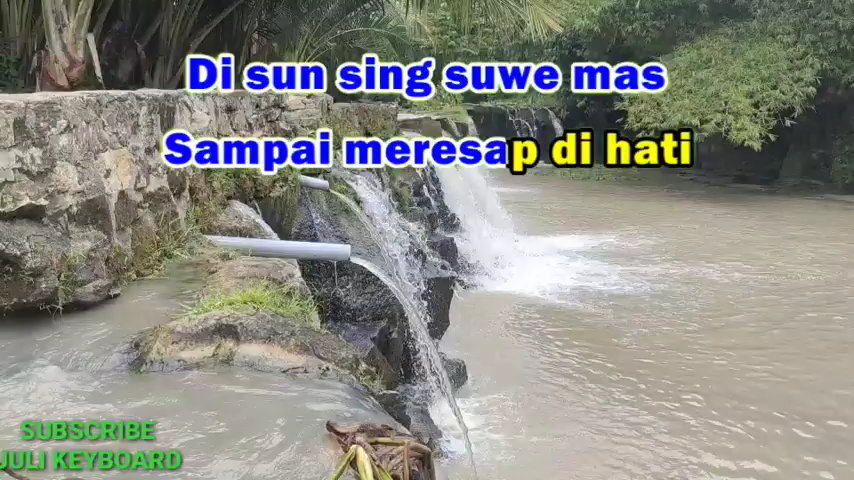 Di sun sing suwe mas
Sampai meresap di hati
SUBSCRIBE
JULI KEYBOARD